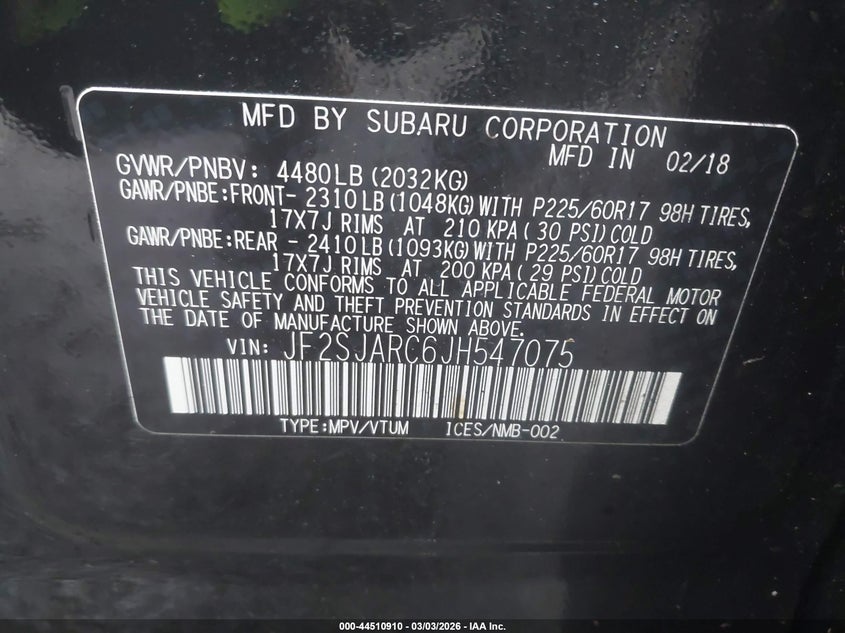 MFD BY SUBARU CORPORATION
MFD IN 02/18
GVWR/PNBV: 4480LB (2032KG)
GAWR/PNBE:FRONT- 2310 LB (1048KG) WITH P225/60R17 98H TIRES,
17X7J RIMS AT 210 KPA ( 30 PSI) COLD
GAWR/PNBE:REAR - 2410 LB (1093KG) WITH P225/60R17 98H TIRES,
17X7J RIMS AT 200 KPA ( 29 PSI) COLD
THIS VEHICLE CONFORMS TO ALL APPLICABLE FEDERAL MOTOR
VEHICLE SAFETY AND THEFT PREVENTION STANDARDS IN EFFECT ON
THE DATE OF MANUFACTURE SHOWN ABOVE.
VIN: JF2SJARC6JH547075
TYPE:MPV/VTUM ICES/NMB-002
000-44510910 - 03/03/2026 - IAA Inc.